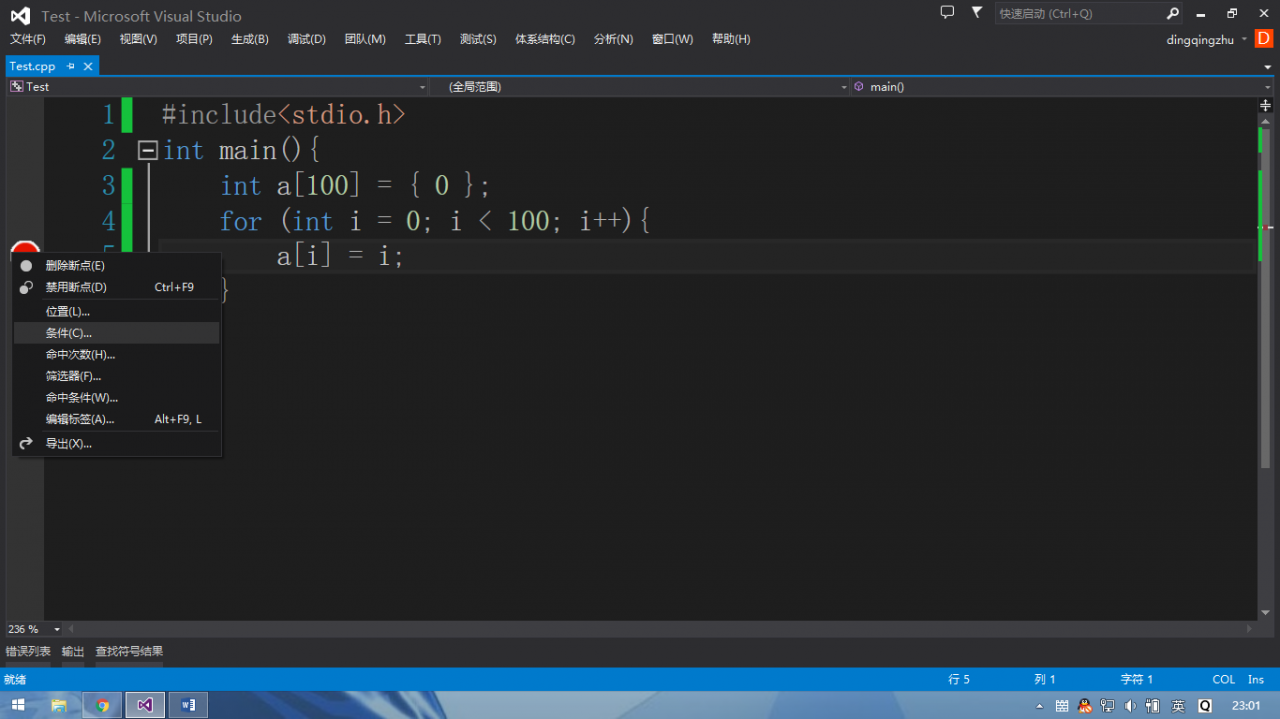 Test - Microsoft Visual Studio
快速启动 (Ctrl+Q)
文件(F) 编辑(E) 视图(V) 项目(P) 生成(B) 调试(D) 团队(M) 工具(T) 测试(S) 体系结构(C) 分析(N) 窗口(W) 帮助(H)
dingqingzhu D
Test.cpp
Test (全局范围) main()
1 #include<stdio.h>
2 int main(){
3 int a[100] = { 0 };
4 for (int i = 0; i < 100; i++){
a[i] = i;
}
删除断点(E)
禁用断点(D) Ctrl+F9
位置(L)...
条件(C)...
命中次数(H)...
筛选器(F)...
命中条件(W)...
编辑标签(A)... Alt+F9, L
导出(X)...
236 %
错误列表 输出 查找符号结果
就绪 行 5 列 1 字符 1 COL Ins
英 23:01